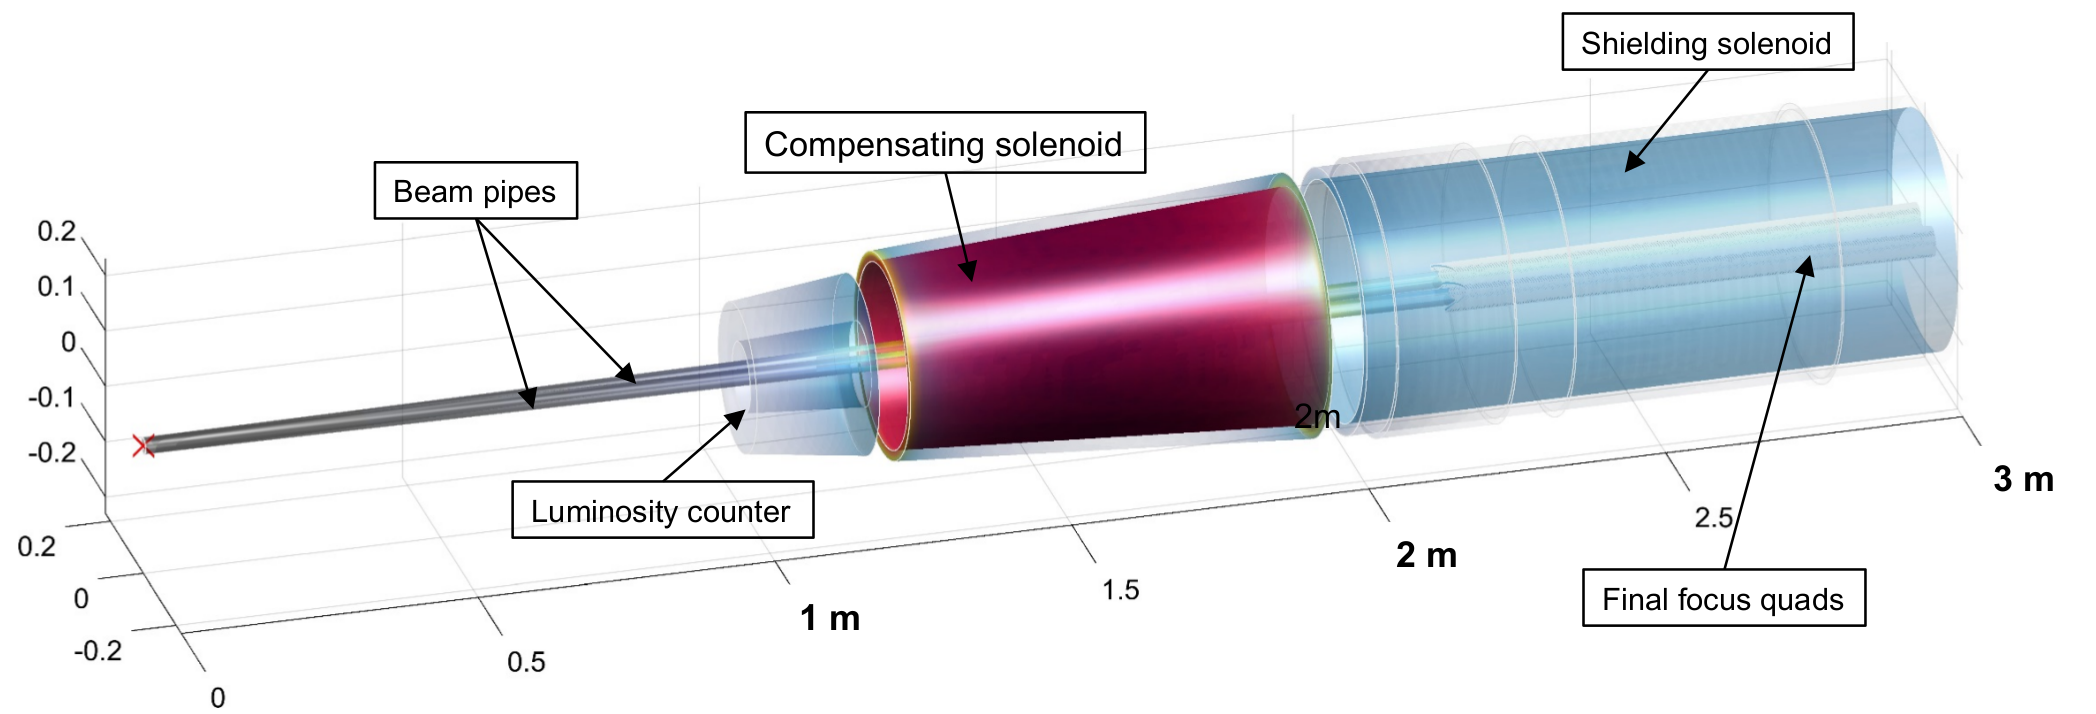 Shielding solenoid
Compensating solenoid
Beam pipes
0.2
0.1
0
-0.1
-0.2
2m
Luminosity counter
3 m
2.5
0.2
2 m
1.5
0
Final focus quads
1 m
-0.2
0.5
0